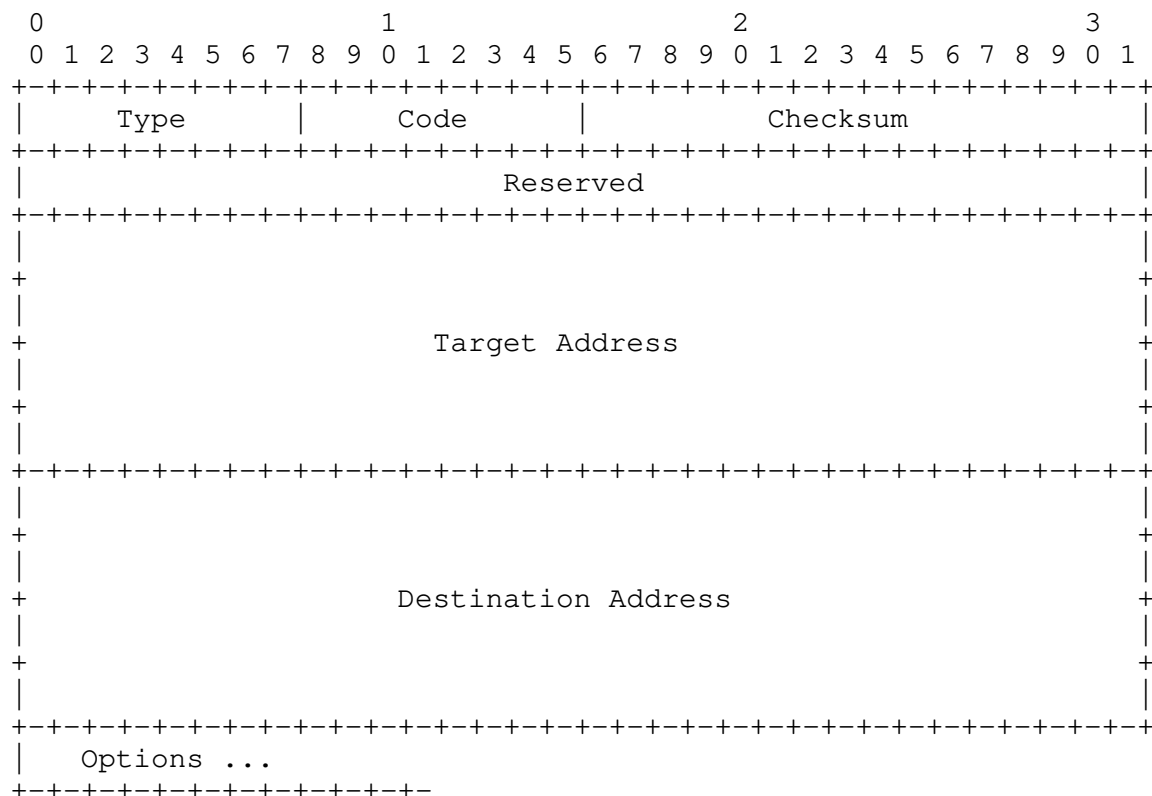 0                   1                   2                   3
 0 1 2 3 4 5 6 7 8 9 0 1 2 3 4 5 6 7 8 9 0 1 2 3 4 5 6 7 8 9 0 1
+-+-+-+-+-+-+-+-+-+-+-+-+-+-+-+-+-+-+-+-+-+-+-+-+-+-+-+-+-+-+-+-+
|     Type      |     Code      |          Checksum             |
+-+-+-+-+-+-+-+-+-+-+-+-+-+-+-+-+-+-+-+-+-+-+-+-+-+-+-+-+-+-+-+-+
|                           Reserved                            |
+-+-+-+-+-+-+-+-+-+-+-+-+-+-+-+-+-+-+-+-+-+-+-+-+-+-+-+-+-+-+-+-+
|                                                               |
+                                                               +
|                                                               |
+                       Target Address                          +
|                                                               |
+                                                               +
|                                                               |
+-+-+-+-+-+-+-+-+-+-+-+-+-+-+-+-+-+-+-+-+-+-+-+-+-+-+-+-+-+-+-+-+
|                                                               |
+                                                               +
|                                                               |
+                     Destination Address                       +
|                                                               |
+                                                               +
|                                                               |
+-+-+-+-+-+-+-+-+-+-+-+-+-+-+-+-+-+-+-+-+-+-+-+-+-+-+-+-+-+-+-+-+
|   Options ...
+-+-+-+-+-+-+-+-+-+-+-+-